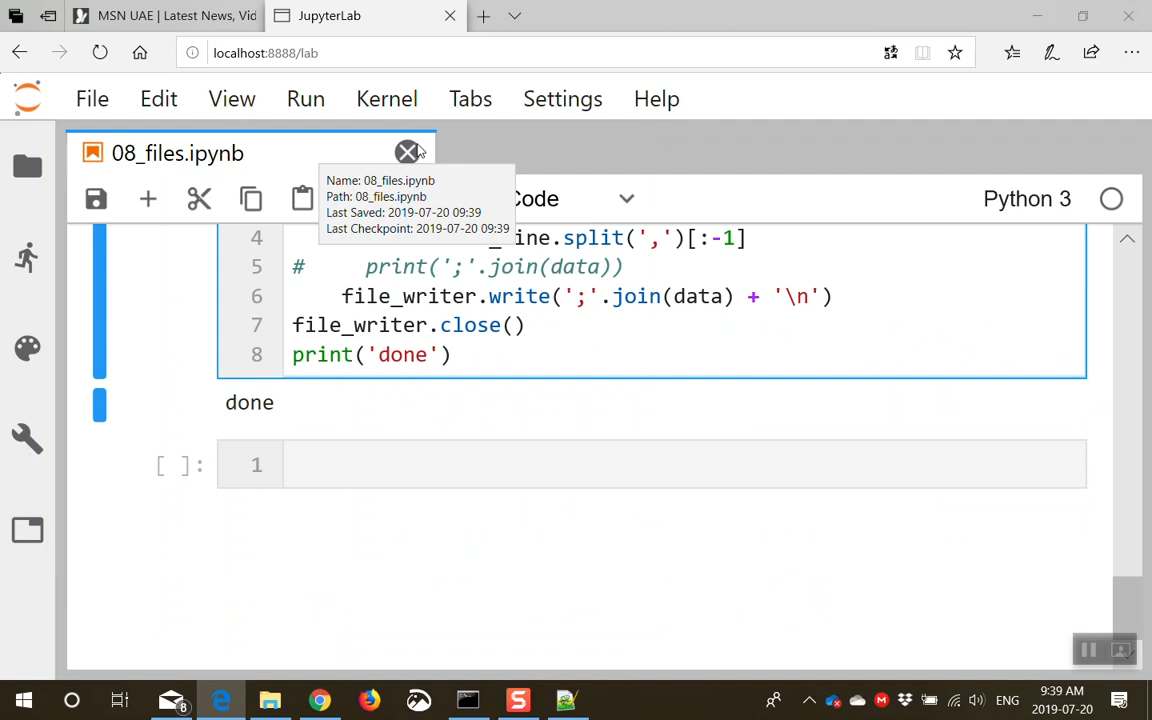 MSN UAE | Latest News, Vid
JupyterLab
localhost:8888/lab
File Edit View Run Kernel Tabs Settings Help
08_files.ipynb
Name: 08_files.ipynb
Path: 08_files.ipynb
Last Saved: 2019-07-20 09:39
Last Checkpoint: 2019-07-20 09:39
Python 3
4 _ine.split(',')[:-1]
5 # print(';'.join(data))
6 file_writer.write(';'.join(data) + '\n')
7 file_writer.close()
8 print('done')
done
[ ]: 1
8
ENG
9:39 AM
2019-07-20